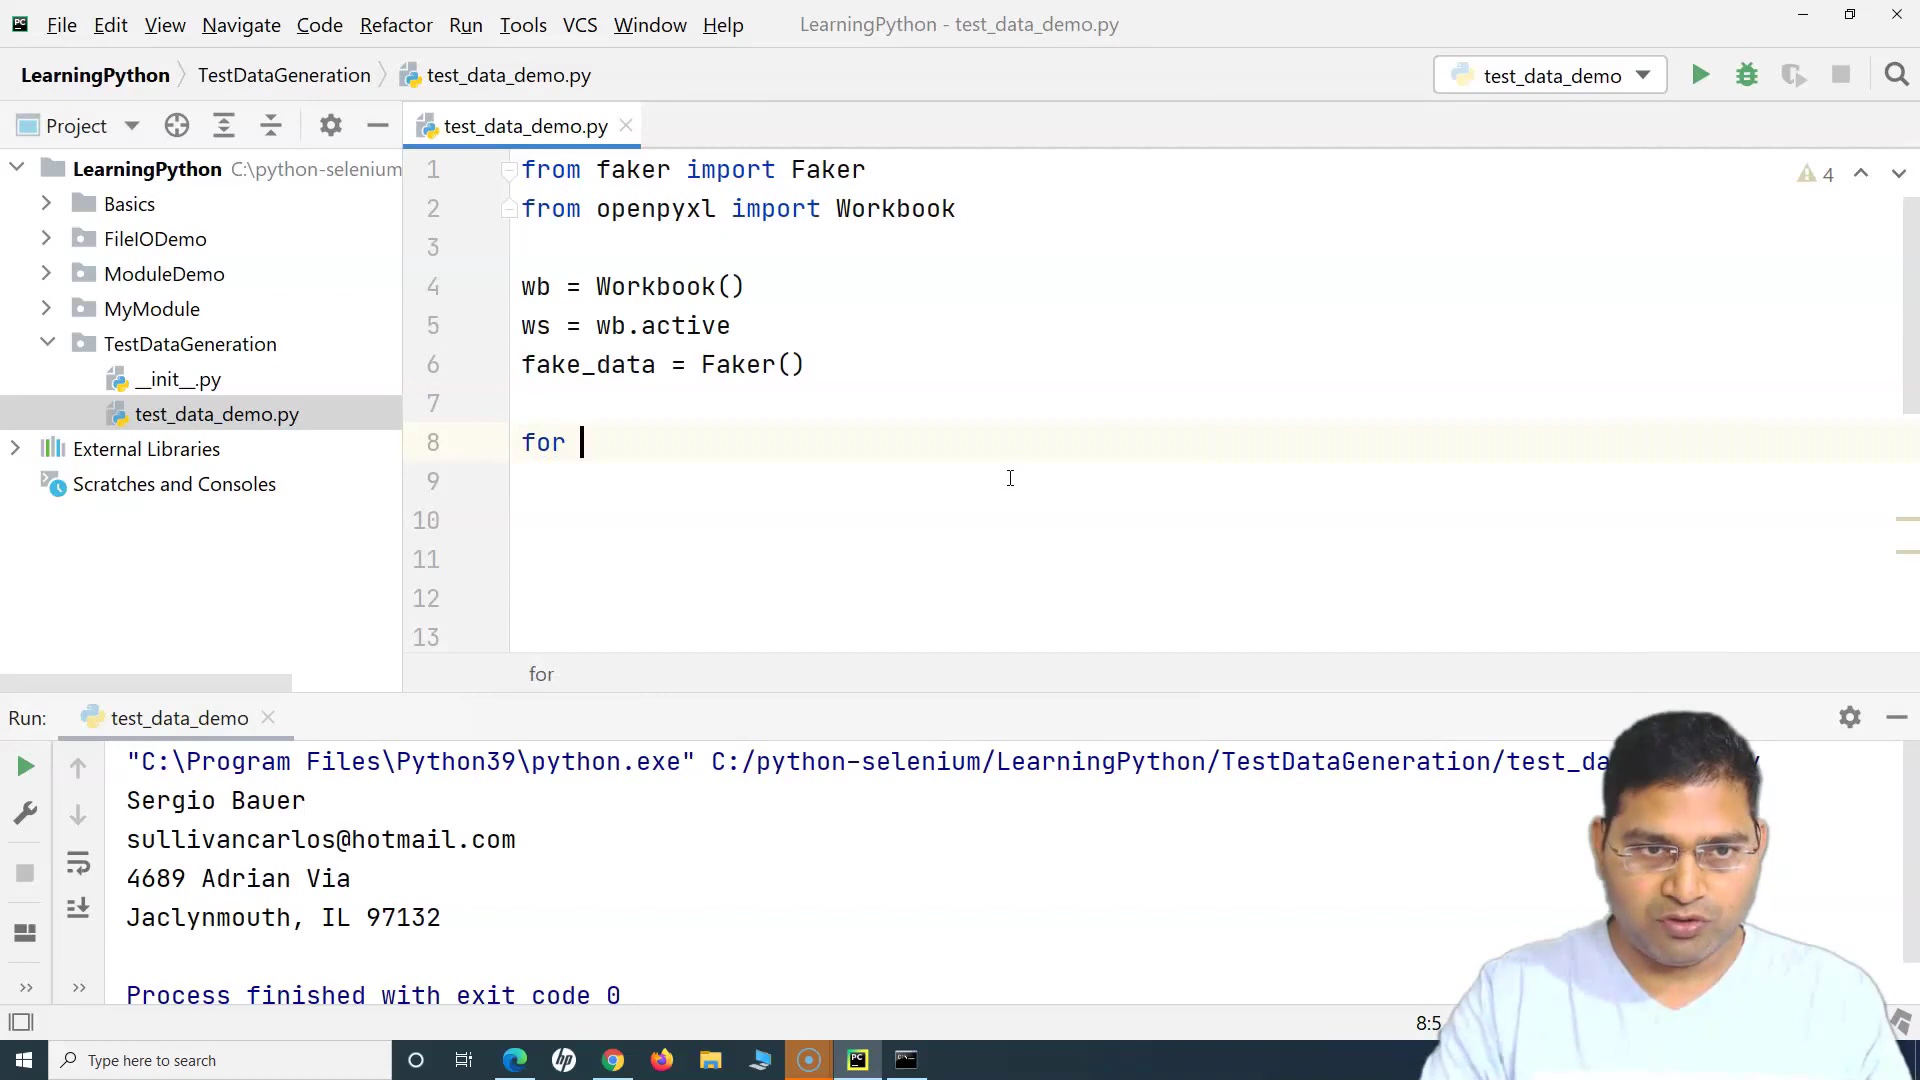 File Edit View Navigate Code Refactor Run Tools VCS Window Help LearningPython - test_data_demo.py
LearningPython TestDataGeneration test_data_demo.py test_data_demo
Project test_data_demo.py
LearningPython C:\python-selenium
Basics
FileIODemo
ModuleDemo
MyModule
TestDataGeneration
__init__.py
test_data_demo.py
External Libraries
Scratches and Consoles
1 from faker import Faker
2 from openpyxl import Workbook
3
4 wb = Workbook()
5 ws = wb.active
6 fake_data = Faker()
7
8 for
9
10
11
12
13
4
for
Run: test_data_demo
"C:\Program Files\Python39\python.exe" C:/python-selenium/LearningPython/TestDataGeneration/test_da
Sergio Bauer
sullivancarlos@hotmail.com
4689 Adrian Via
Jaclynmouth, IL 97132
Process finished with exit code 0
8:5
Type here to search